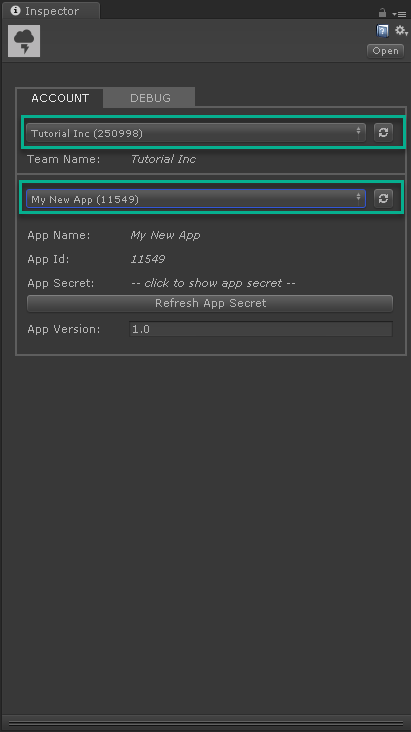 Inspector
Open
ACCOUNT DEBUG
Tutorial Inc (250998)
Team Name: Tutorial Inc
My New App (11549)
App Name: My New App
App Id: 11549
App Secret: -- click to show app secret --
Refresh App Secret
App Version: 1.0